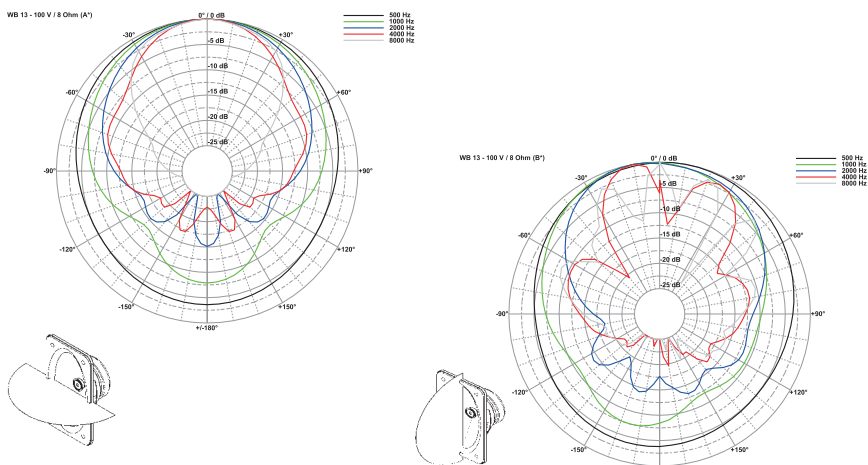 WB 13 - 100 V / 8 Ohm (A*)
0° / 0 dB
500 Hz
1000 Hz
2000 Hz
4000 Hz
8000 Hz
-30°
+30°
-5 dB
-60°
-10 dB
+60°
-15 dB
-20 dB
-25 dB
-90°
+90°
-120°
+120°
-150°
+150°
+/-180°
WB 13 - 100 V / 8 Ohm (B*)
0° / 0 dB
500 Hz
1000 Hz
2000 Hz
4000 Hz
8000 Hz
-30°
+30°
-5 dB
-60°
-10 dB
+60°
-15 dB
-20 dB
-25 dB
-90°
+90°
-120°
+120°
-150°
+150°